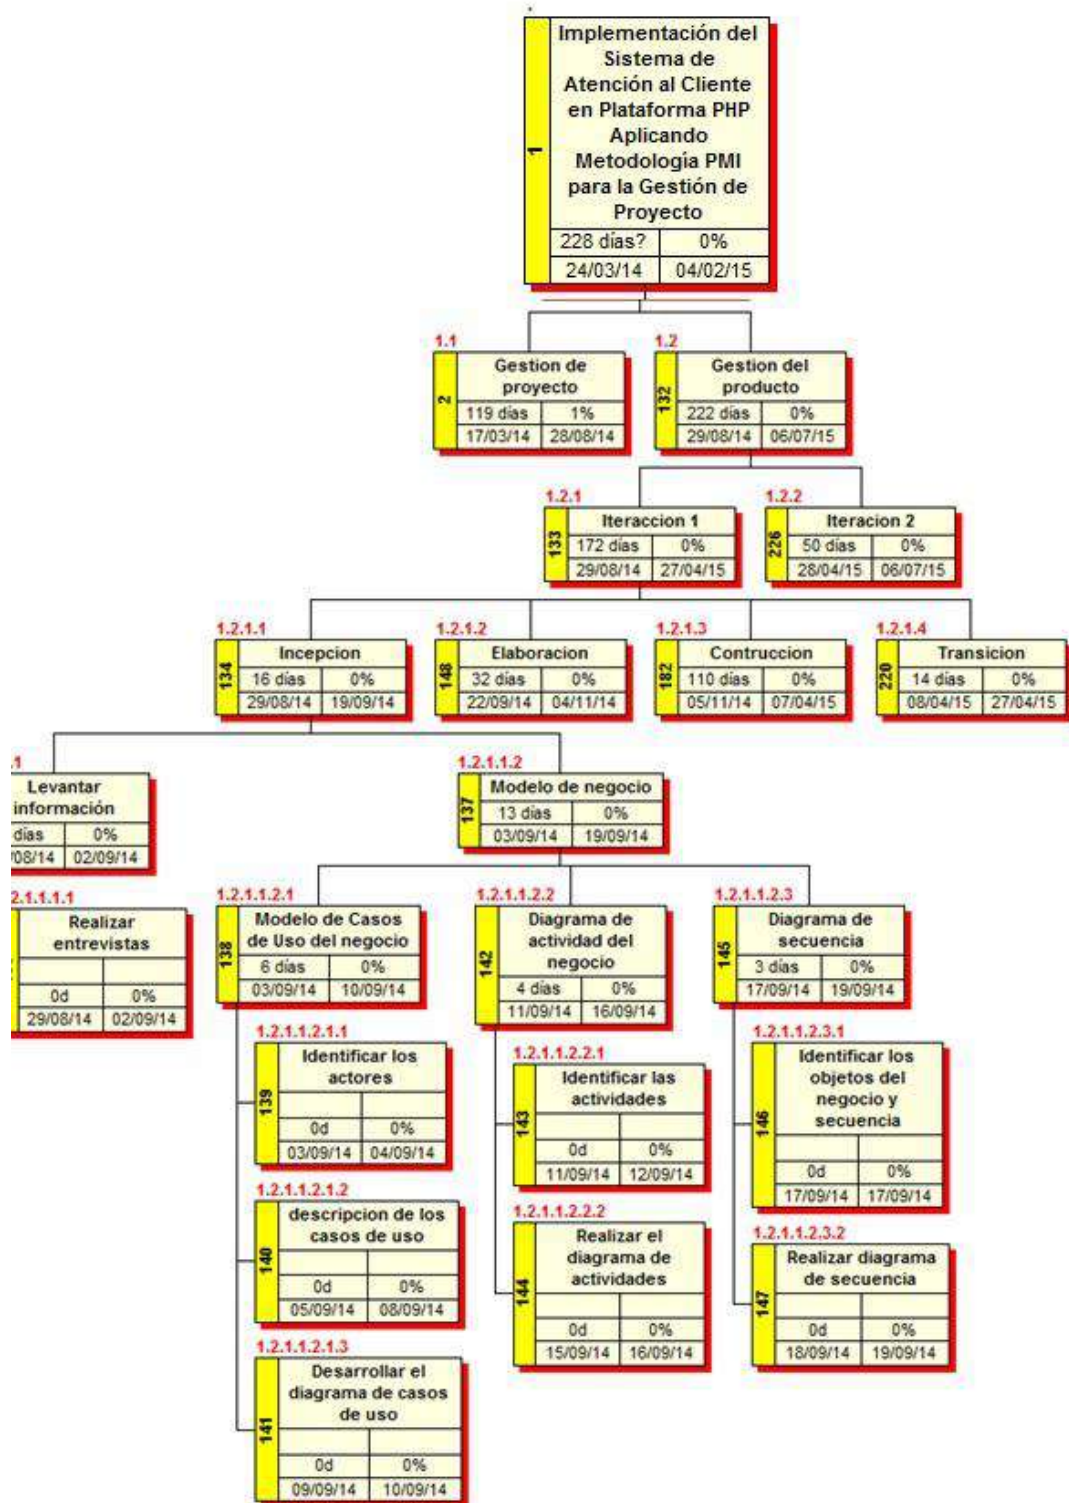 Implementación del
Sistema de
Atención al Cliente
en Plataforma PHP
Aplicando
Metodología PMI
para la Gestión de
Proyecto
1
228 días? 0%
24/03/14 04/02/15
1.1
Gestion de
proyecto
2
119 días 1%
17/03/14 28/08/14
1.2
Gestion del
producto
132
222 días 0%
29/08/14 06/07/15
1.2.1
Iteraccion 1
133
172 días 0%
29/08/14 27/04/15
1.2.2
Iteracion 2
226
50 días 0%
28/04/15 06/07/15
1.2.1.1
Incepcion
134
16 días 0%
29/08/14 19/09/14
1.2.1.2
Elaboracion
148
32 días 0%
22/09/14 04/11/14
1.2.1.3
Contruccion
182
110 días 0%
05/11/14 07/04/15
1.2.1.4
Transicion
220
14 días 0%
08/04/15 27/04/15
.1
Levantar
información
días 0%
/08/14 02/09/14
1.2.1.1.2
Modelo de negocio
137
13 días 0%
03/09/14 19/09/14
2.1.1.1.1
Realizar
entrevistas
0d 0%
29/08/14 02/09/14
1.2.1.1.2.1
Modelo de Casos
de Uso del negocio
138
6 días 0%
03/09/14 10/09/14
1.2.1.1.2.2
Diagrama de
actividad del
negocio
142
4 días 0%
11/09/14 16/09/14
1.2.1.1.2.3
Diagrama de
secuencia
145
3 días 0%
17/09/14 19/09/14
1.2.1.1.2.1.1
Identificar los
actores
139
0d 0%
03/09/14 04/09/14
1.2.1.1.2.1.2
descripcion de los
casos de uso
140
0d 0%
05/09/14 08/09/14
1.2.1.1.2.1.3
Desarrollar el
diagrama de casos
de uso
141
0d 0%
09/09/14 10/09/14
1.2.1.1.2.2.1
Identificar las
actividades
143
0d 0%
11/09/14 12/09/14
1.2.1.1.2.2.2
Realizar el
diagrama de
actividades
144
0d 0%
15/09/14 16/09/14
1.2.1.1.2.3.1
Identificar los
objetos del
negocio y
secuencia
146
0d 0%
17/09/14 17/09/14
1.2.1.1.2.3.2
Realizar diagrama
de secuencia
147
0d 0%
18/09/14 19/09/14